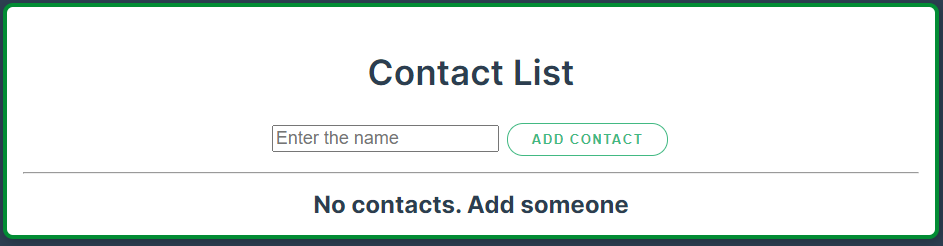 Contact List
Enter the name ADD CONTACT
No contacts. Add someone